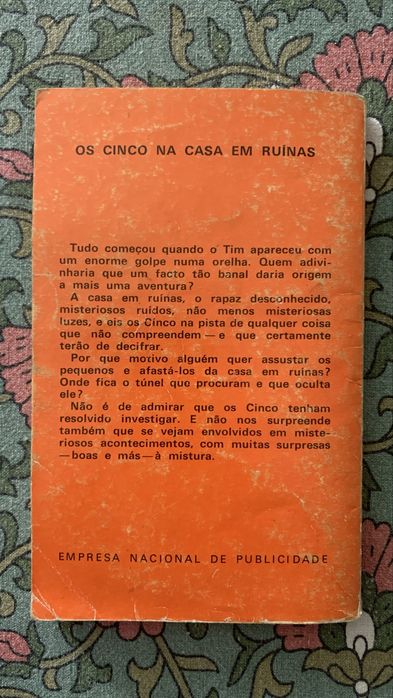 OS CINCO NA CASA EM RUÍNAS
Tudo começou quando o Tim apareceu com
um enorme golpe numa orelha. Quem adivi-
nharia que um facto tão banal daria origem
a mais uma aventura?
A casa em ruínas, o rapaz desconhecido,
misteriosos ruídos, não menos misteriosas
luzes, e eis os Cinco na pista de qualquer coisa
que não compreendem — e que certamente
terão de decifrar.
Por que motivo alguém quer assustar os
pequenos e afastá-los da casa em ruínas?
Onde fica o túnel que procuram e que oculta
ele?
Não é de admirar que os Cinco tenham
resolvido investigar. E não nos surpreende
também que se vejam envolvidos em miste-
riosos acontecimentos, com muitas surpresas
— boas e más — à mistura.
EMPRESA NACIONAL DE PUBLICIDADE